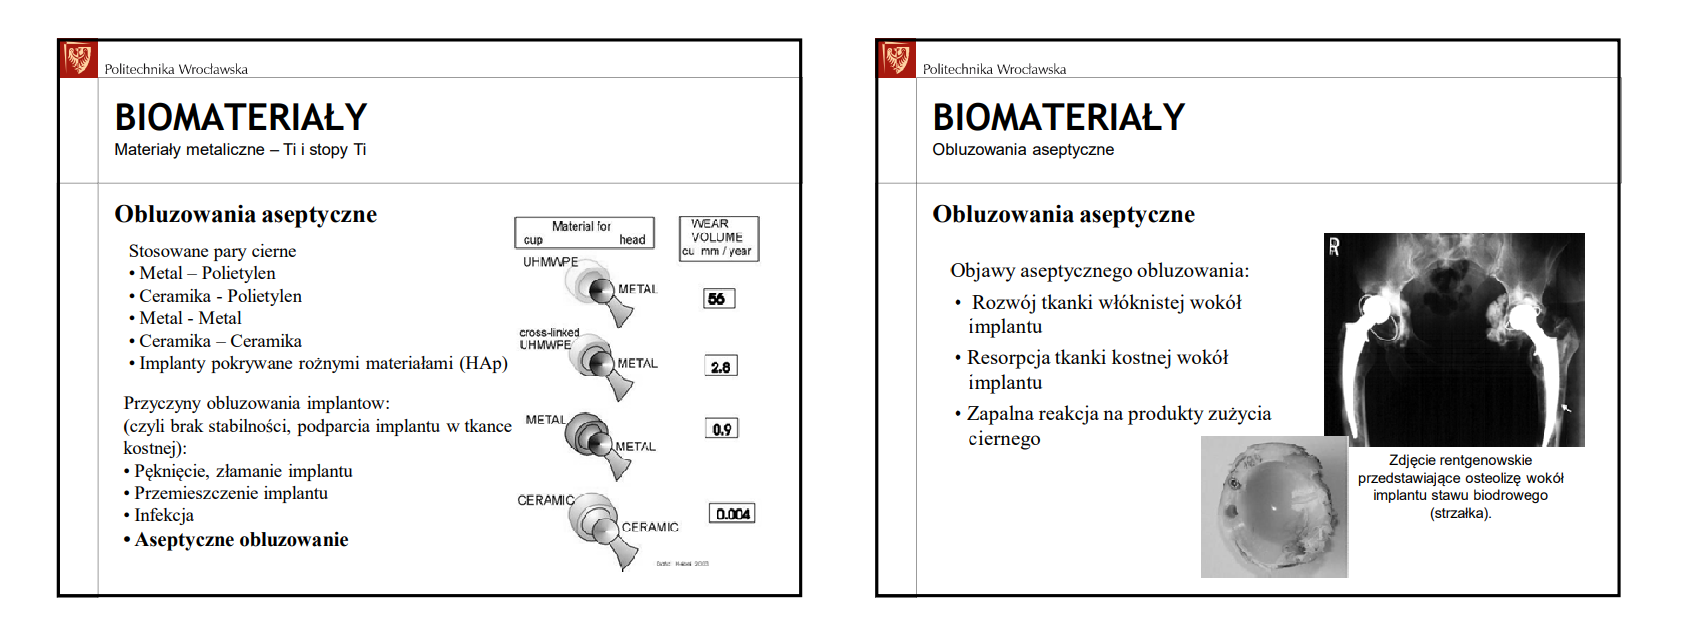 Politechnika Wrocławska
BIOMATERIAŁY
Materiały metaliczne – Ti i stopy Ti
Obluzowania aseptyczne
Stosowane pary cierne
• Metal – Polietylen
• Ceramika - Polietylen
• Metal - Metal
• Ceramika – Ceramika
• Implanty pokrywane rożnymi materiałami (HAp)
Przyczyny obluzowania implantow:
(czyli brak stabilności, podparcia implantu w tkance
kostnej):
• Pęknięcie, złamanie implantu
• Przemieszczenie implantu
• Infekcja
• Aseptyczne obluzowanie
Material for
cup head
WEAR
VOLUME
cu mm / year
UHMWPE
METAL
56
cross-linked
UHMWPE
METAL
2.8
METAL
METAL
0.9
CERAMIC
CERAMIC
0.004
2003
Politechnika Wrocławska
BIOMATERIAŁY
Obluzowania aseptyczne
Obluzowania aseptyczne
Objawy aseptycznego obluzowania:
• Rozwój tkanki włóknistej wokół
implantu
• Resorpcja tkanki kostnej wokół
implantu
• Zapalna reakcja na produkty zużycia
ciernego
R
Zdjęcie rentgenowskie
przedstawiające osteolizę wokół
implantu stawu biodrowego
(strzałka).